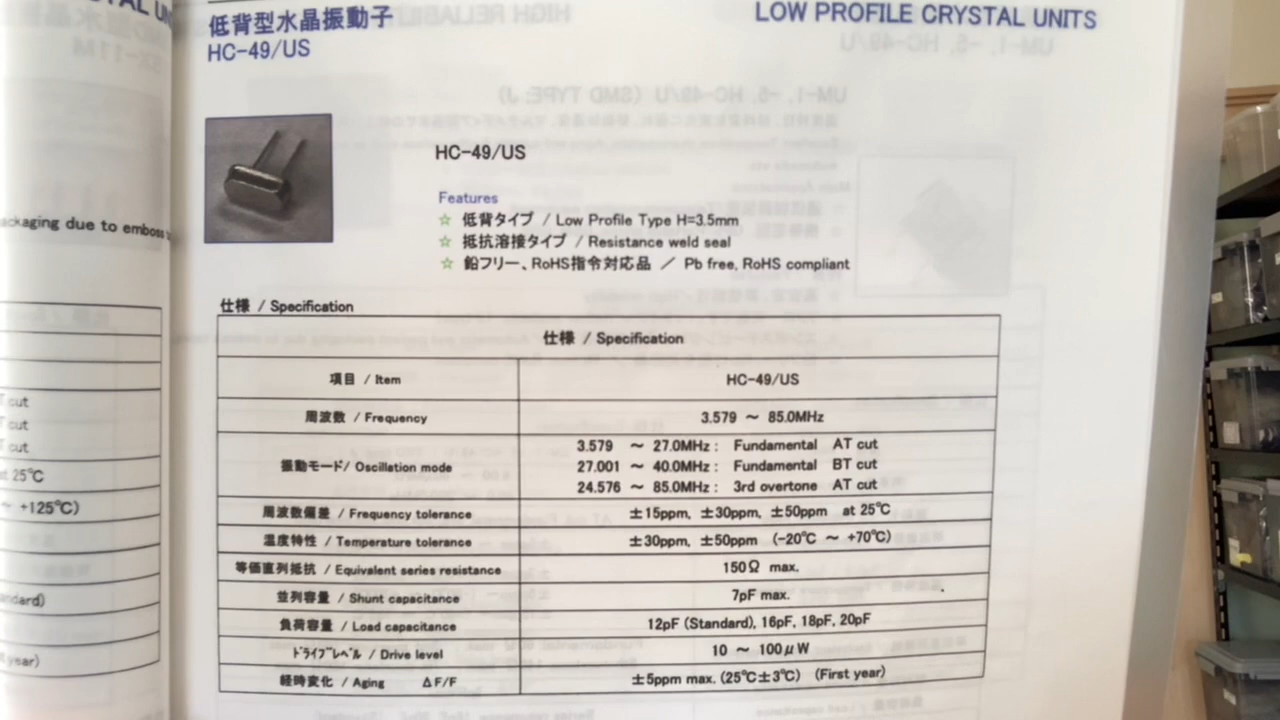 低背型水晶振動子
HC-49/US
LOW PROFILE CRYSTAL UNITS
HC-49/US
Features
☆ 低背タイプ / Low Profile Type H=3.5mm
☆ 抵抗溶接タイプ / Resistance weld seal
☆ 鉛フリー、RoHS指令対応品 ／ Pb free, RoHS compliant
仕様 / Specification
仕様 / Specification
項目 / Item HC-49/US
周波数 / Frequency 3.579 ～ 85.0MHz
振動モード/ Oscillation mode
3.579 ～ 27.0MHz : Fundamental AT cut
27.001 ～ 40.0MHz : Fundamental BT cut
24.576 ～ 85.0MHz : 3rd overtone AT cut
周波数偏差 / Frequency tolerance ±15ppm, ±30ppm, ±50ppm at 25℃
温度特性 / Temperature tolerance ±30ppm, ±50ppm (-20℃ ～ +70℃)
等価直列抵抗 / Equivalent series resistance 150Ω max.
並列容量 / Shunt capacitance 7pF max.
負荷容量 / Load capacitance 12pF (Standard), 16pF, 18pF, 20pF
ﾄﾞﾗｲﾌﾞﾚﾍﾞﾙ / Drive level 10 ～ 100μW
経時変化 / Aging ΔF/F ±5ppm max. (25℃±3℃) (First year)
due to emboss
cut
cut
cut
25℃
～ +125℃)
year)